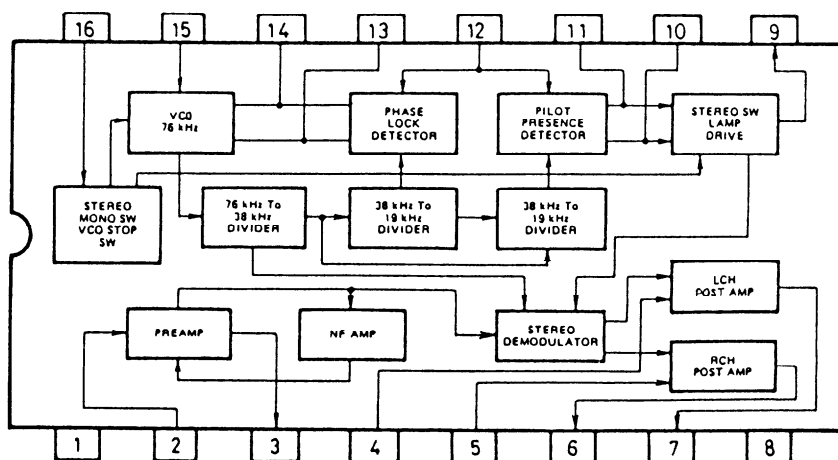 16 15 14 13 12 11 10 9
VCO
76 kHz
PHASE
LOCK
DETECTOR
PILOT
PRESENCE
DETECTOR
STEREO SW
LAMP
DRIVE
STEREO
MONO SW
VCO STOP
SW
76 kHz To
38 kHz
DIVIDER
38 kHz To
19 kHz
DIVIDER
38 kHz To
19 kHz
DIVIDER
PREAMP
NF AMP
STEREO
DEMODULATOR
LCH
POST AMP
RCH
POST AMP
1 2 3 4 5 6 7 8